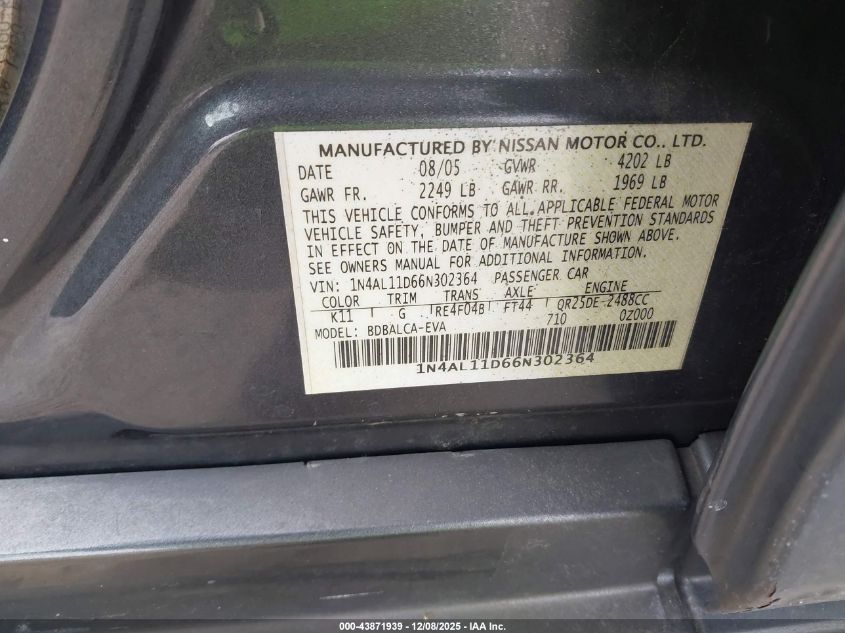 MANUFACTURED BY NISSAN MOTOR CO., LTD.
DATE 08/05 GVWR 4202 LB
GAWR FR. 2249 LB GAWR RR. 1969 LB
THIS VEHICLE CONFORMS TO ALL APPLICABLE FEDERAL MOTOR
VEHICLE SAFETY, BUMPER AND THEFT PREVENTION STANDARDS
IN EFFECT ON THE DATE OF MANUFACTURE SHOWN ABOVE.
SEE OWNERS MANUAL FOR ADDITIONAL INFORMATION.
VIN: 1N4AL11D66N302364 PASSENGER CAR
COLOR TRIM TRANS AXLE ENGINE
K11 G RE4F04B FT44 QR25DE 2488CC
MODEL: BDBALCA-EVA 710 0Z000
1N4AL11D66N302364
000-43871939 - 12/08/2025 - IAA Inc.